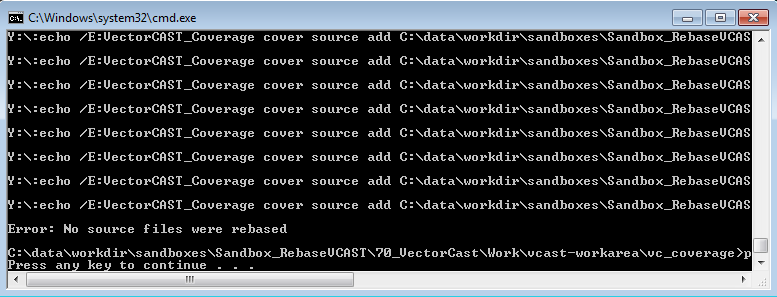 C:\Windows\system32\cmd.exe
Y:\:echo /E:VectorCAST_Coverage cover source add C:\data\workdir\sandboxes\Sandbox_RebaseVCAS
Y:\:echo /E:VectorCAST_Coverage cover source add C:\data\workdir\sandboxes\Sandbox_RebaseVCAS
Y:\:echo /E:VectorCAST_Coverage cover source add C:\data\workdir\sandboxes\Sandbox_RebaseVCAS
Y:\:echo /E:VectorCAST_Coverage cover source add C:\data\workdir\sandboxes\Sandbox_RebaseVCAS
Y:\:echo /E:VectorCAST_Coverage cover source add C:\data\workdir\sandboxes\Sandbox_RebaseVCAS
Y:\:echo /E:VectorCAST_Coverage cover source add C:\data\workdir\sandboxes\Sandbox_RebaseVCAS
Y:\:echo /E:VectorCAST_Coverage cover source add C:\data\workdir\sandboxes\Sandbox_RebaseVCAS
Y:\:echo /E:VectorCAST_Coverage cover source add C:\data\workdir\sandboxes\Sandbox_RebaseVCAS
Error: No source files were rebased
C:\data\workdir\sandboxes\Sandbox_RebaseVCAST\70_VectorCast\Work\vcast-workarea\vc_coverage>p
Press any key to continue . . .